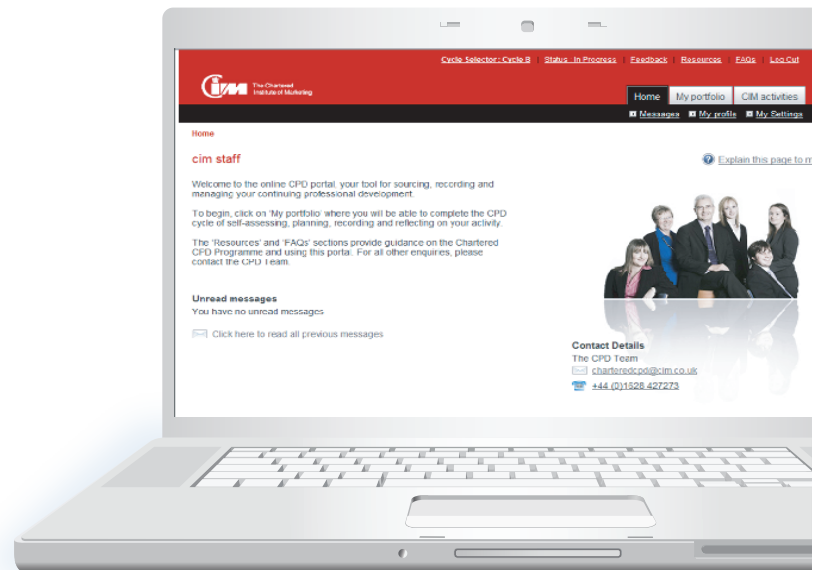 Cycle Selector: Cycle B | Status: In Progress | Feedback | Resources | FAQs | Log Out
CIM The Chartered
Institute of Marketing
Home My portfolio CIM activities
Messages My profile My Settings
Home
cim staff
Explain this page to m
Welcome to the online CPD portal, your tool for sourcing, recording and
managing your continuing professional development.
To begin, click on 'My portfolio' where you will be able to complete the CPD
cycle of self-assessing, planning, recording and reflecting on your activity.
The 'Resources' and 'FAQs' sections provide guidance on the Chartered
CPD Programme and using this portal. For all other enquiries, please
contact the CPD Team.
Unread messages
You have no unread messages
Click here to read all previous messages
Contact Details
The CPD Team
charteredcpd@cim.co.uk
+44 (0)1628 427273